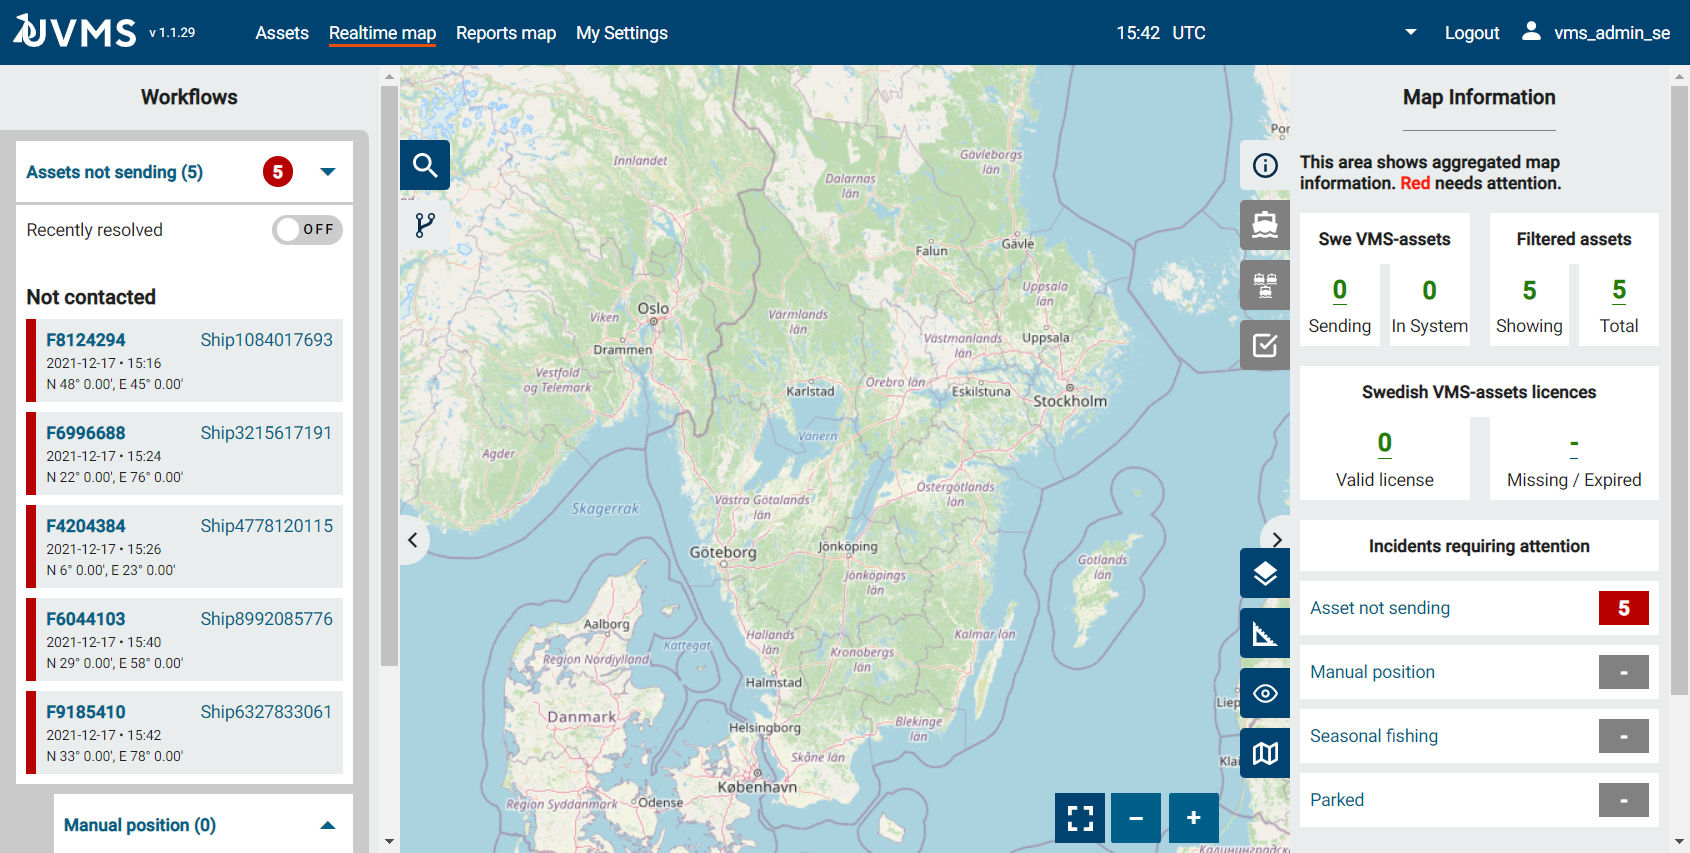 UVMS v 1.1.29
Assets
Realtime map
Reports map
My Settings
15:42 UTC
Logout
vms_admin_se
Workflows
Assets not sending (5)
5
Recently resolved
OFF
Not contacted
F8124294 Ship1084017693
2021-12-17 • 15:16
N 48° 0.00', E 45° 0.00'
F6996688 Ship3215617191
2021-12-17 • 15:24
N 22° 0.00', E 76° 0.00'
F4204384 Ship4778120115
2021-12-17 • 15:26
N 6° 0.00', E 23° 0.00'
F6044103 Ship8992085776
2021-12-17 • 15:40
N 29° 0.00', E 58° 0.00'
F9185410 Ship6327833061
2021-12-17 • 15:42
N 33° 0.00', E 78° 0.00'
Manual position (0)
Innlandet
Dalarnas
län
Gävleborgs
län
Por
Falun
Gävle
Oslo
Viken
Drammen
Värmlands
län
Uppsala
län
Västmanlands
län
Uppsala
Vestfold
og Telemark
Karlstad
Örebro län
Eskilstuna
Stockholm
Vänern
Agder
Skagerrak
Västra Götalands
län
Östergötlands
län
Göteborg
Jönköping
Jönköpings
län
Gotlands
län
Aalborg
Region Nordjylland
Kattegat
Hallands
län
Kronobergs
län
Kalmar län
Halmstad
Danmark
Helsingborg
Blekinge
län
Skåne län
København
Region Syddanmark
Odense
Liep
Klai
Калининградска
Map Information
This area shows aggregated map
information. Red needs attention.
Swe VMS-assets
0
Sending
0
In System
Filtered assets
5
Showing
5
Total
Swedish VMS-assets licences
0
Valid license
-
Missing / Expired
Incidents requiring attention
Asset not sending 5
Manual position -
Seasonal fishing -
Parked -